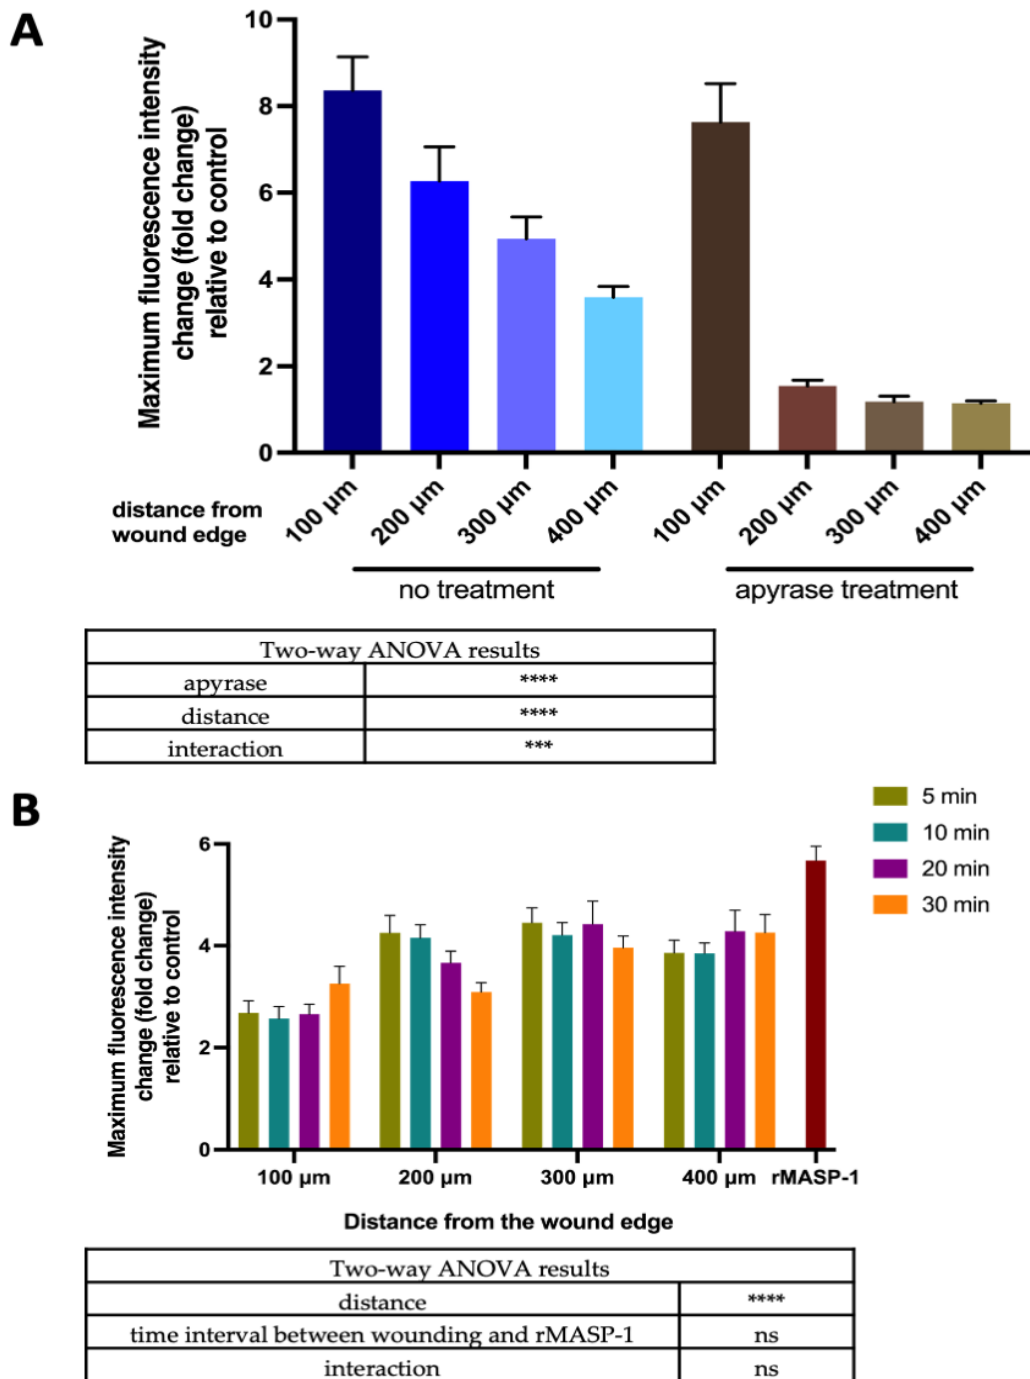 A
Maximum fluorescence intensity
change (fold change)
relative to control
10
8
6
4
2
0
distance from
wound edge
100 µm
200 µm
300 µm
400 µm
100 µm
200 µm
300 µm
400 µm
no treatment
apyrase treatment
Two-way ANOVA results
apyrase ****
distance ****
interaction ***
B
5 min
10 min
20 min
30 min
Maximum fluorescence intensity
change (fold change)
relative to control
6
4
2
0
100 µm 200 µm 300 µm 400 µm rMASP-1
Distance from the wound edge
Two-way ANOVA results
distance ****
time interval between wounding and rMASP-1 ns
interaction ns